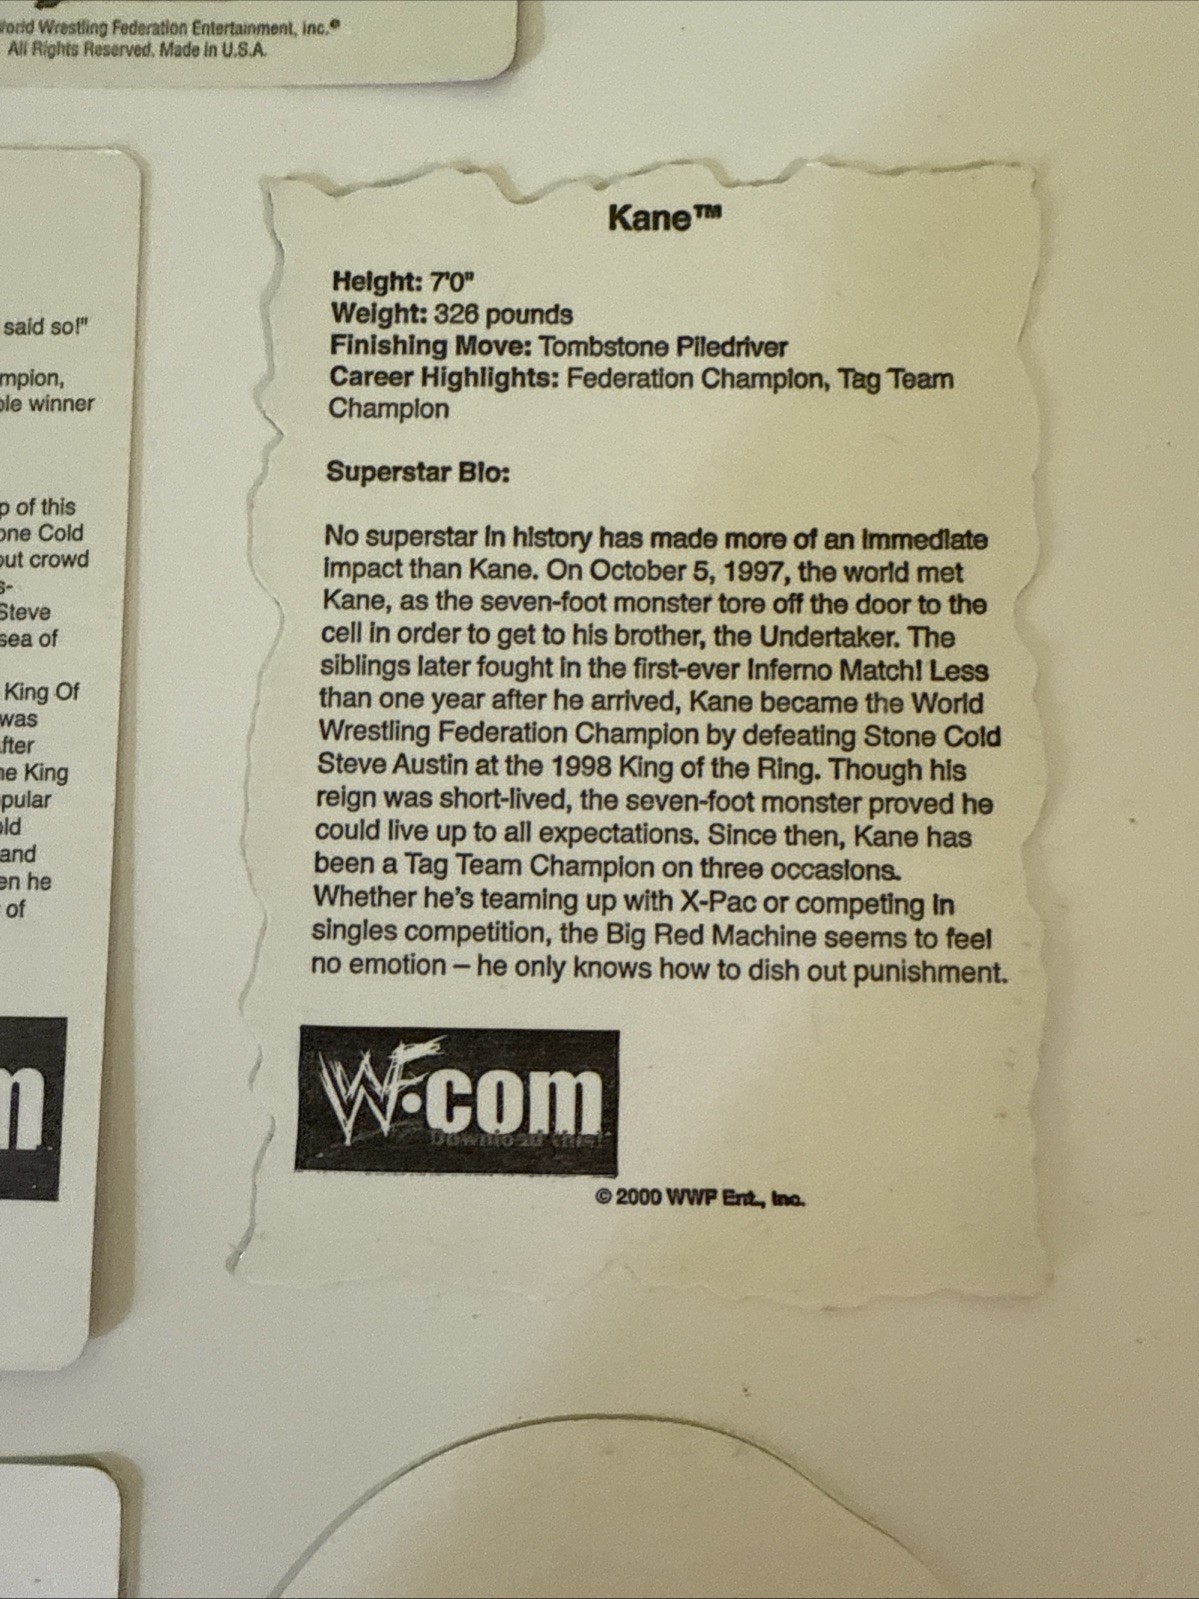 World Wrestling Federation Entertainment, Inc.®
All Rights Reserved. Made in U.S.A.
said so!"
mpion,
ble winner
p of this
one Cold
out crowd
s-
Steve
sea of
King Of
was
fter
he King
pular
old
and
en he
of
m
Kane™
Height: 7'0"
Weight: 326 pounds
Finishing Move: Tombstone Piledriver
Career Highlights: Federation Champion, Tag Team
Champion
Superstar Bio:
No superstar in history has made more of an immediate
impact than Kane. On October 5, 1997, the world met
Kane, as the seven-foot monster tore off the door to the
cell in order to get to his brother, the Undertaker. The
siblings later fought in the first-ever Inferno Match! Less
than one year after he arrived, Kane became the World
Wrestling Federation Champion by defeating Stone Cold
Steve Austin at the 1998 King of the Ring. Though his
reign was short-lived, the seven-foot monster proved he
could live up to all expectations. Since then, Kane has
been a Tag Team Champion on three occasions.
Whether he's teaming up with X-Pac or competing in
singles competition, the Big Red Machine seems to feel
no emotion – he only knows how to dish out punishment.
WWF.com
Download this!
© 2000 WWF Ent., Inc.